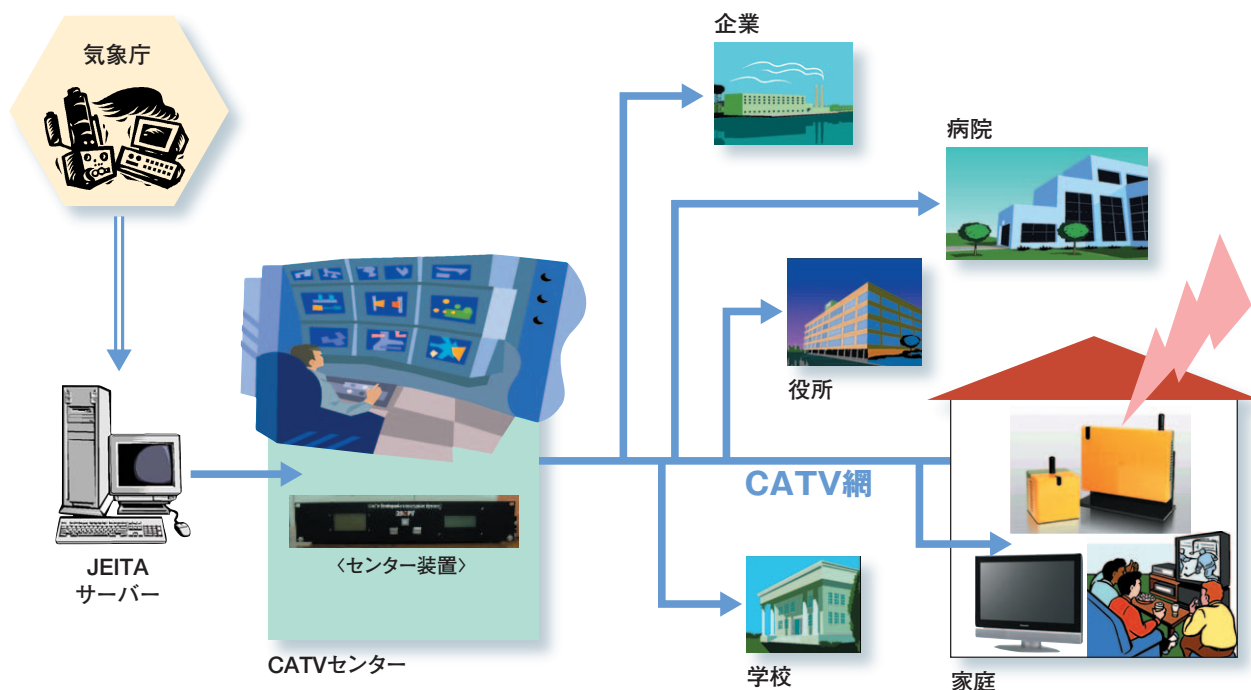 気象庁
JEITA
サーバー
〈センター装置〉
CATVセンター
企業
病院
役所
CATV網
学校
家庭